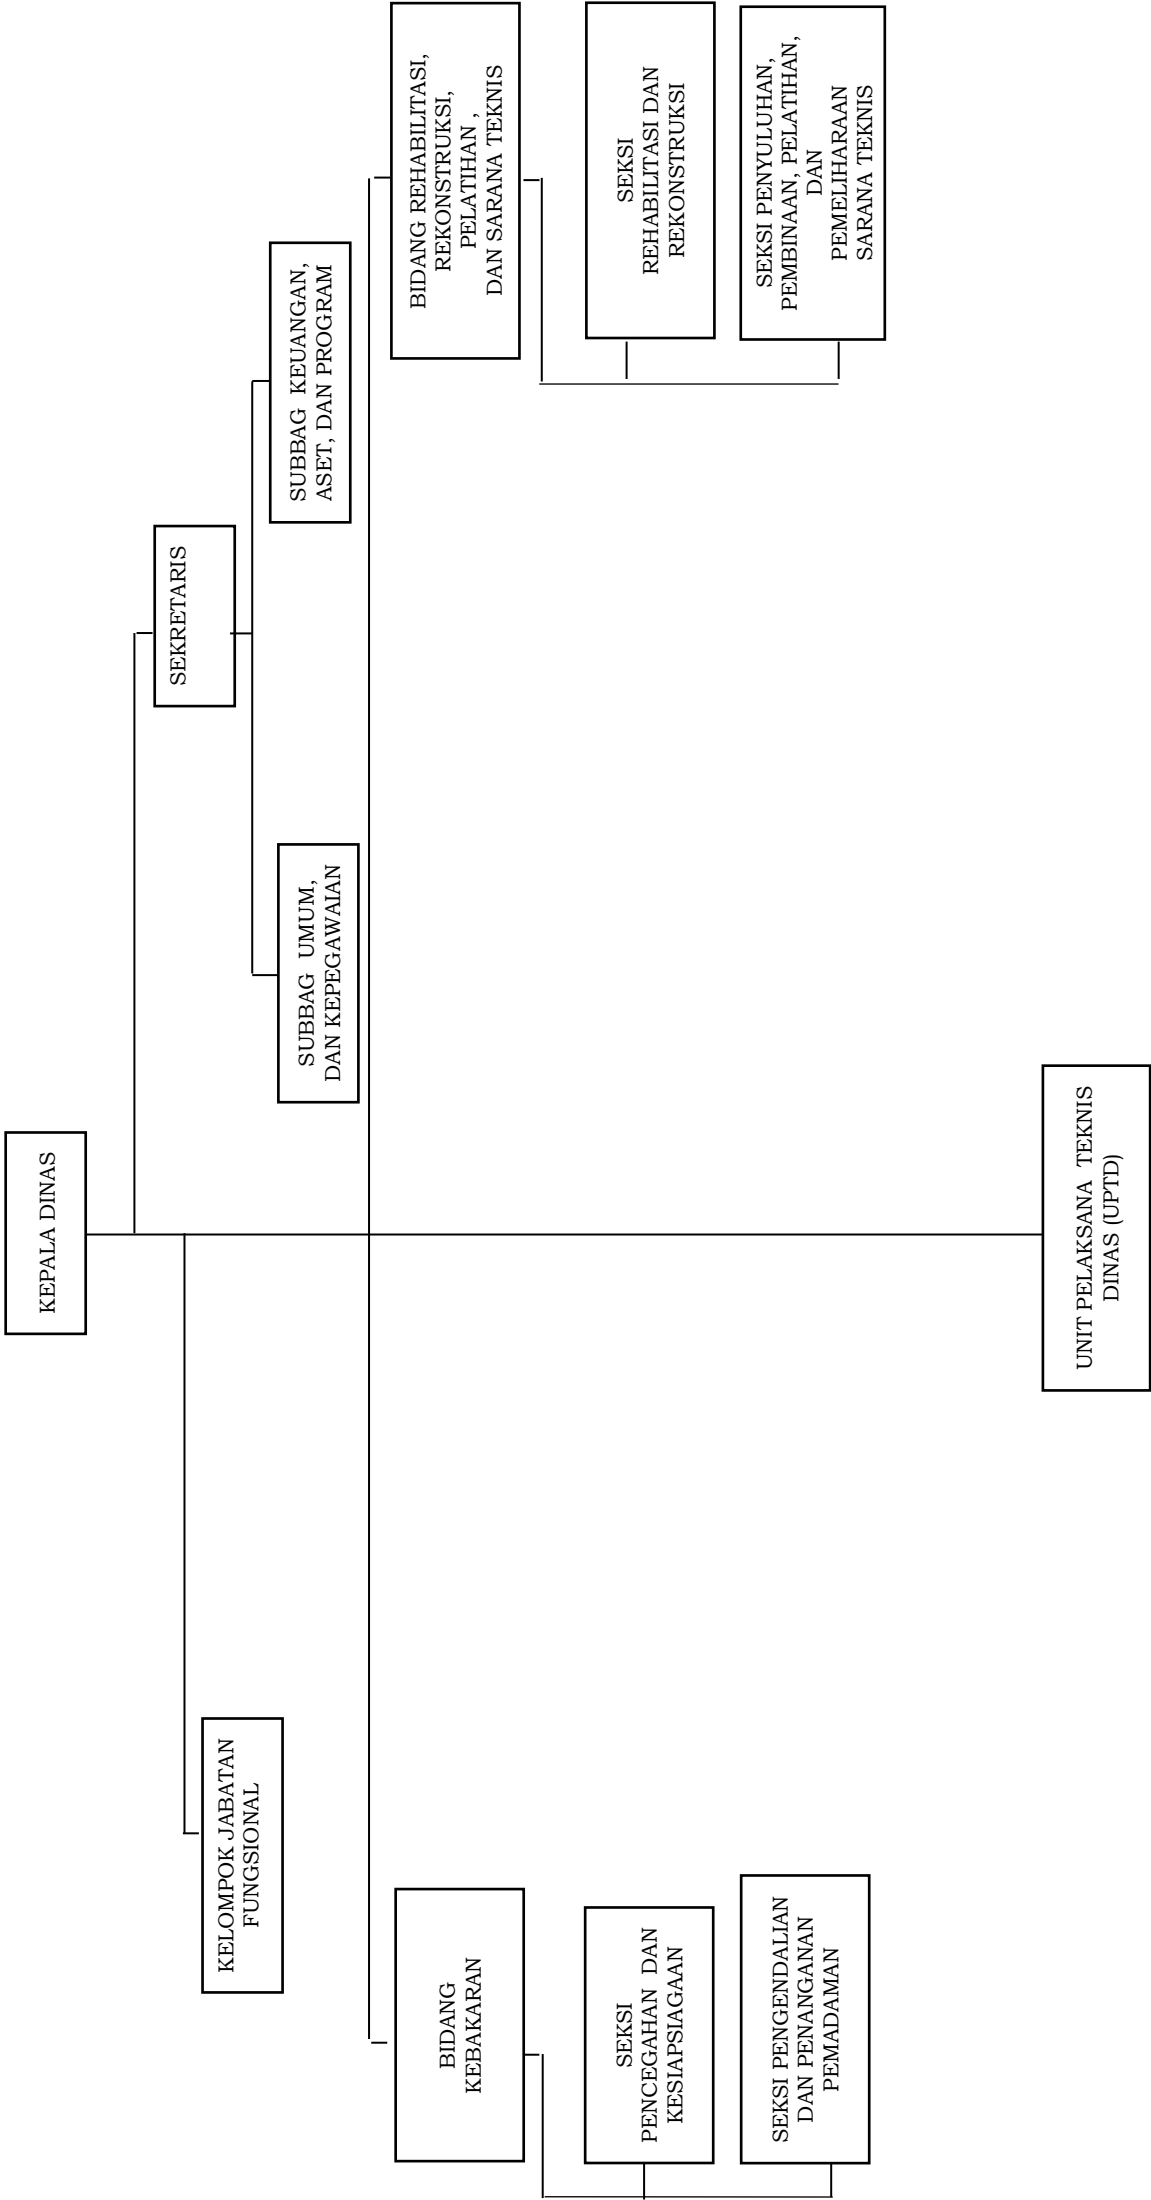 KEPALA DINAS
SEKRETARIS
KELOMPOK JABATAN
FUNGSIONAL
SUBBAG UMUM,
DAN KEPEGAWAIAN
SUBBAG KEUANGAN,
ASET, DAN PROGRAM
BIDANG
KEBAKARAN
BIDANG REHABILITASI,
REKONSTRUKSI,
PELATIHAN ,
DAN SARANA TEKNIS
SEKSI
PENCEGAHAN DAN
KESIAPSIAGAAN
SEKSI
REHABILITASI DAN
REKONSTRUKSI
SEKSI PENGENDALIAN
DAN PENANGANAN
PEMADAMAN
SEKSI PENYULUHAN,
PEMBINAAN, PELATIHAN,
DAN
PEMELIHARAAN
SARANA TEKNIS
UNIT PELAKSANA TEKNIS
DINAS (UPTD)